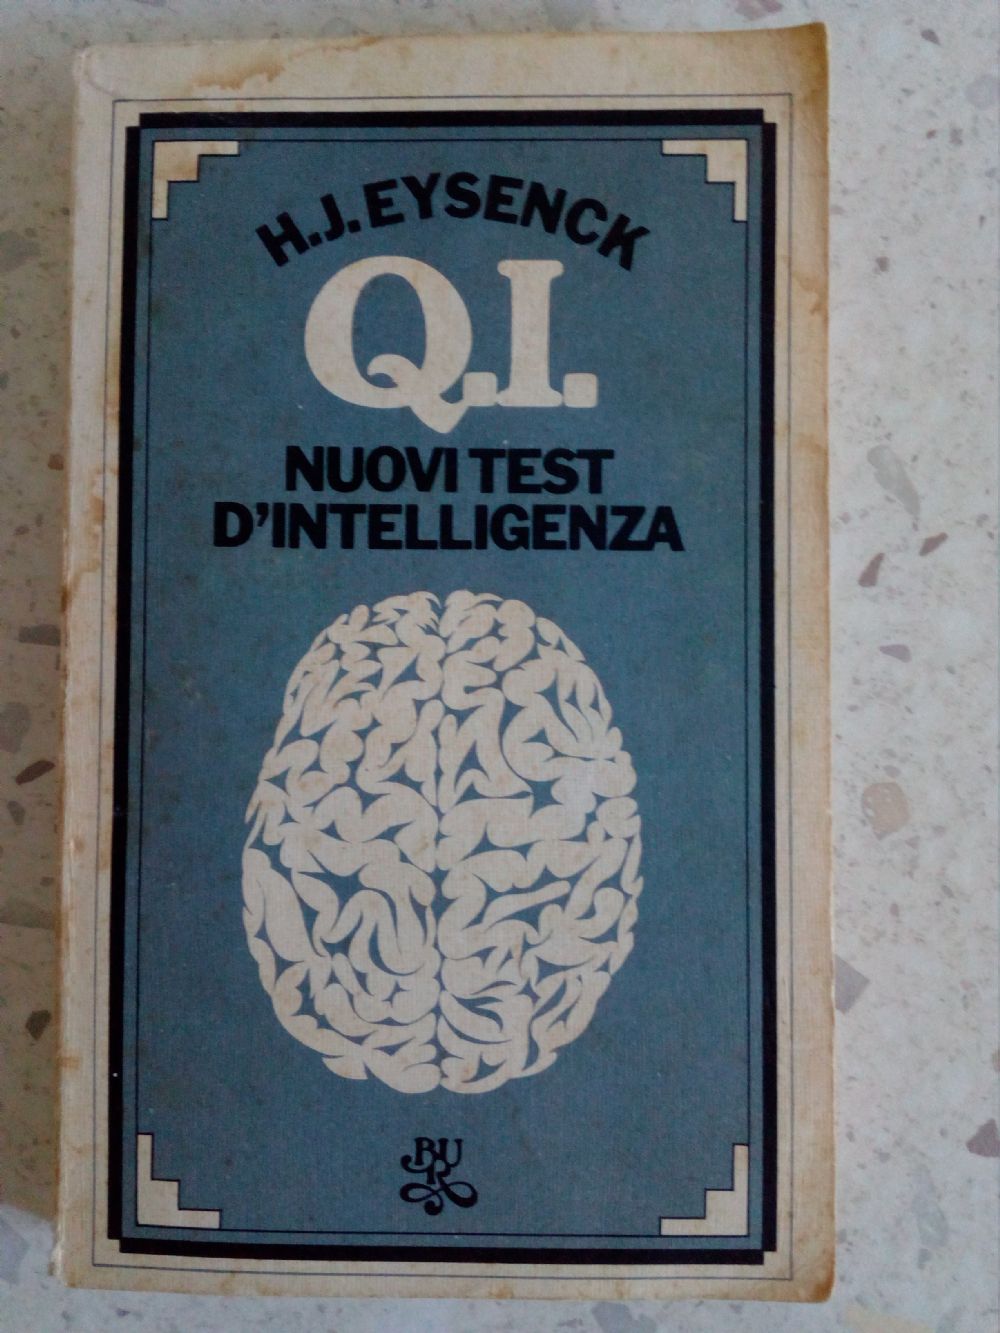 H.J. EYSENCK
Q.I.
NUOVI TEST
D'INTELLIGENZA
BUR